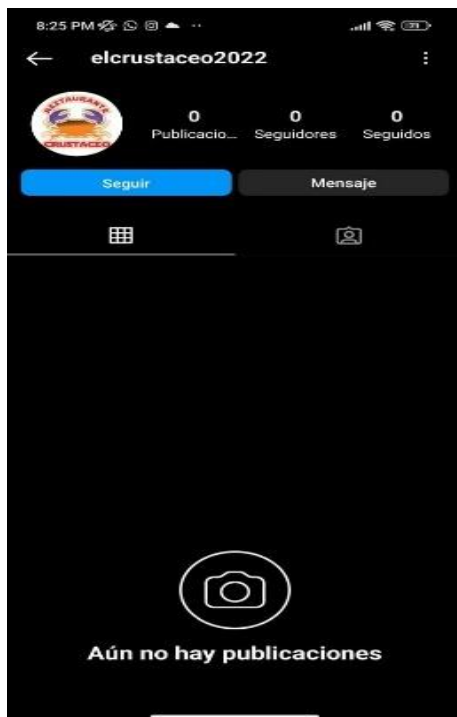 8:25 PM
elcrustaceo2022
RESTAURANTE
CRUSTACEO
0 0 0
Publicacio... Seguidores Seguidos
Seguir Mensaje
Aún no hay publicaciones